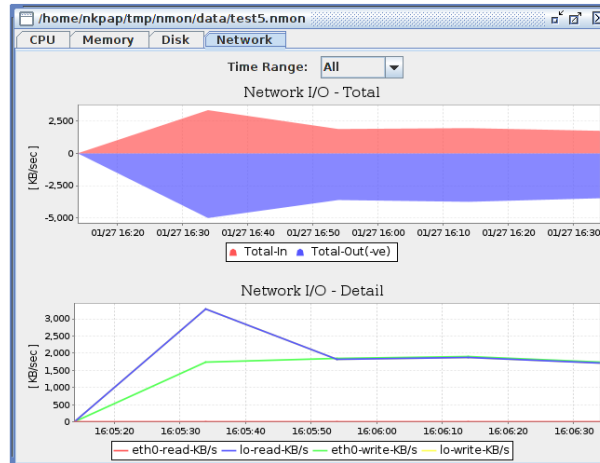 /home/nkpap/tmp/nmon/data/test5.nmon
CPU Memory Disk Network
Time Range: All
Network I/O - Total
[ KB/sec ]
2,500
0
-2,500
-5,000
01/27 16:20 01/27 16:30 01/27 16:40 01/27 16:50 01/27 16:00 01/27 16:10 01/27 16:20 01/27 16:30
Total-In Total-Out(-ve)
Network I/O - Detail
[ KB/sec ]
3,000
2,500
2,000
1,500
1,000
500
0
16:05:20 16:05:30 16:05:40 16:05:50 16:06:00 16:06:10 16:06:20 16:06:30
eth0-read-KB/s lo-read-KB/s eth0-write-KB/s lo-write-KB/s